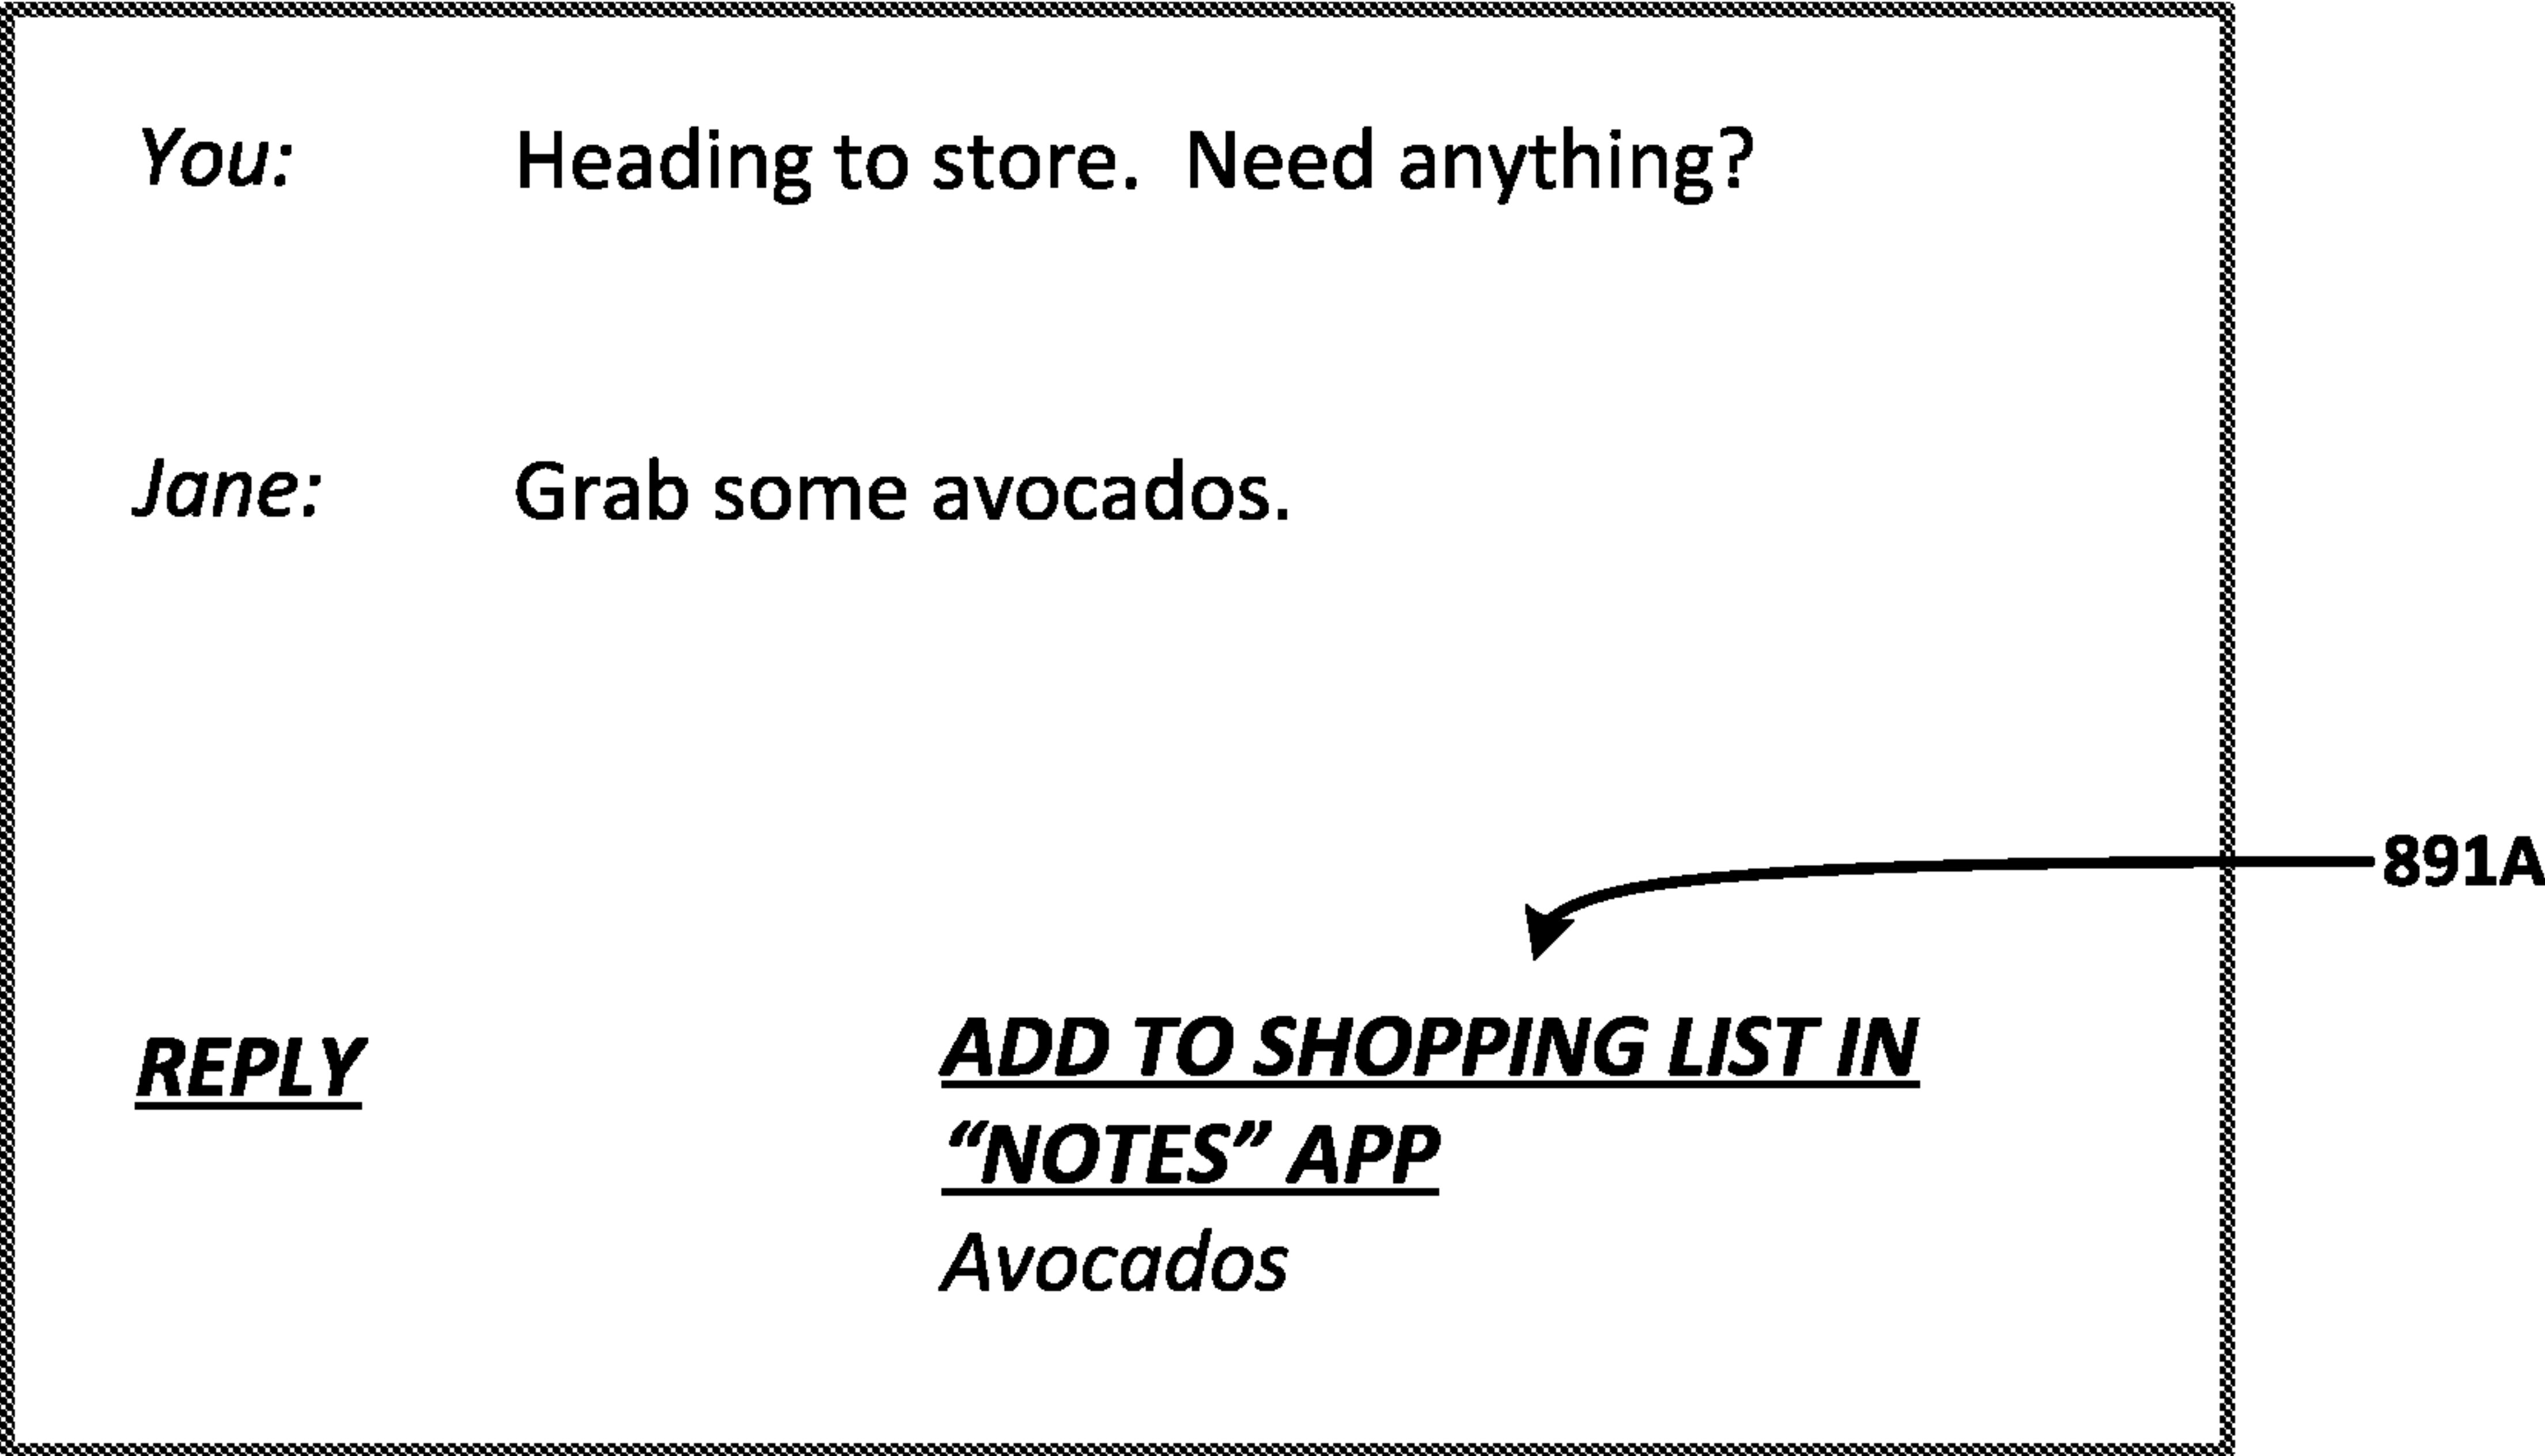 You: Heading to store. Need anything?
Jane: Grab some avocados.
891A
REPLY
ADD TO SHOPPING LIST IN
“NOTES” APP
Avocados